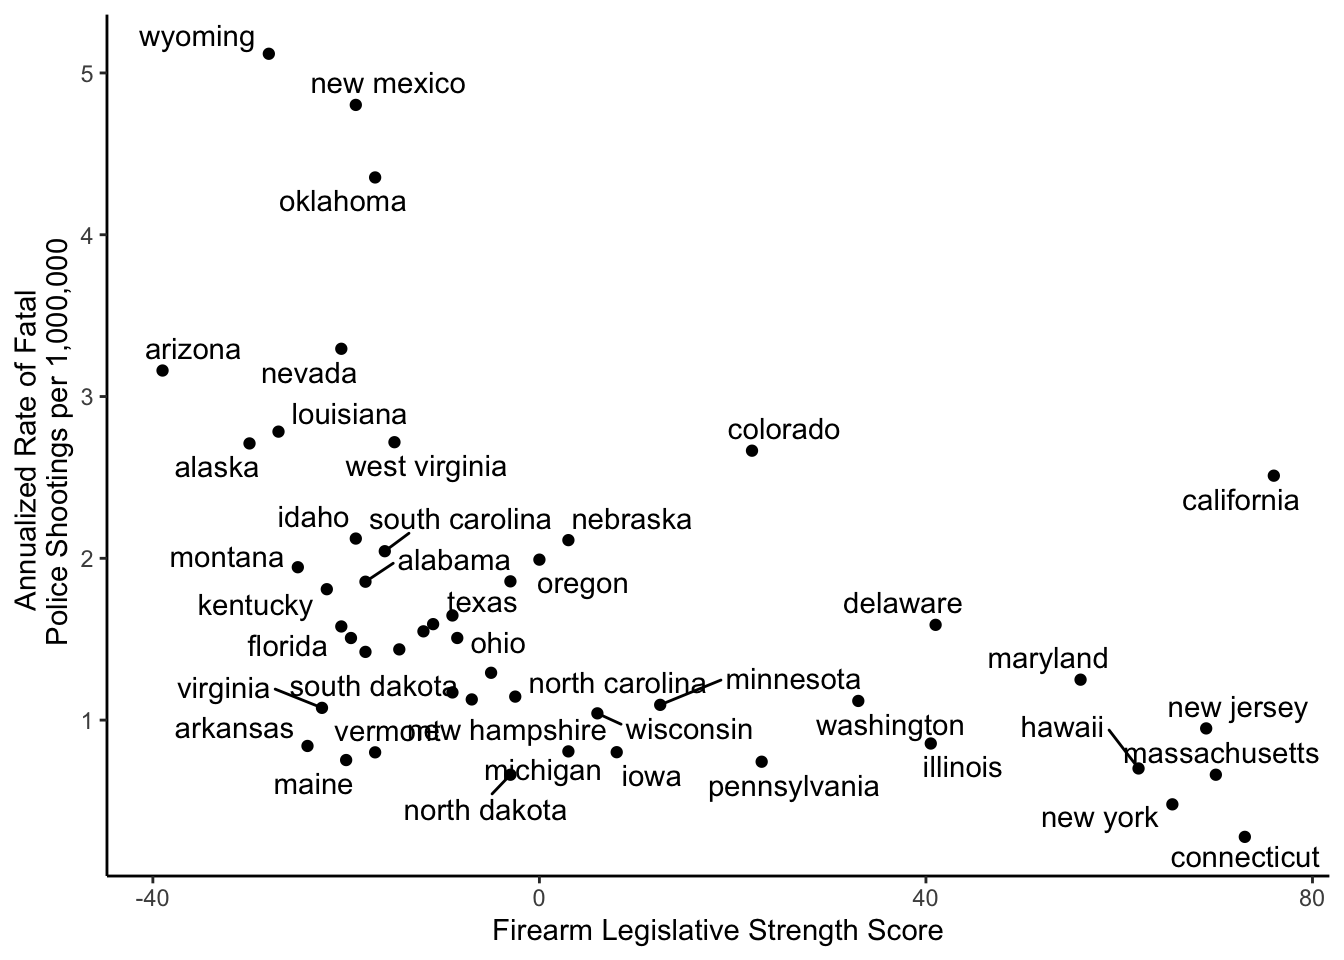 wyoming
new mexico
5
oklahoma
4
Annualized Rate of Fatal
Police Shootings per 1,000,000
arizona
nevada
3
louisiana
colorado
alaska
west virginia
california
idaho
south carolina
nebraska
montana
alabama
2
oregon
kentucky
texas
delaware
florida
ohio
maryland
virginia
south dakota
north carolina
minnesota
new jersey
arkansas
vermont
new hampshire
wisconsin
washington
hawaii
1
massachusetts
maine
michigan
iowa
illinois
pennsylvania
north dakota
new york
connecticut
-40
0
40
80
Firearm Legislative Strength Score